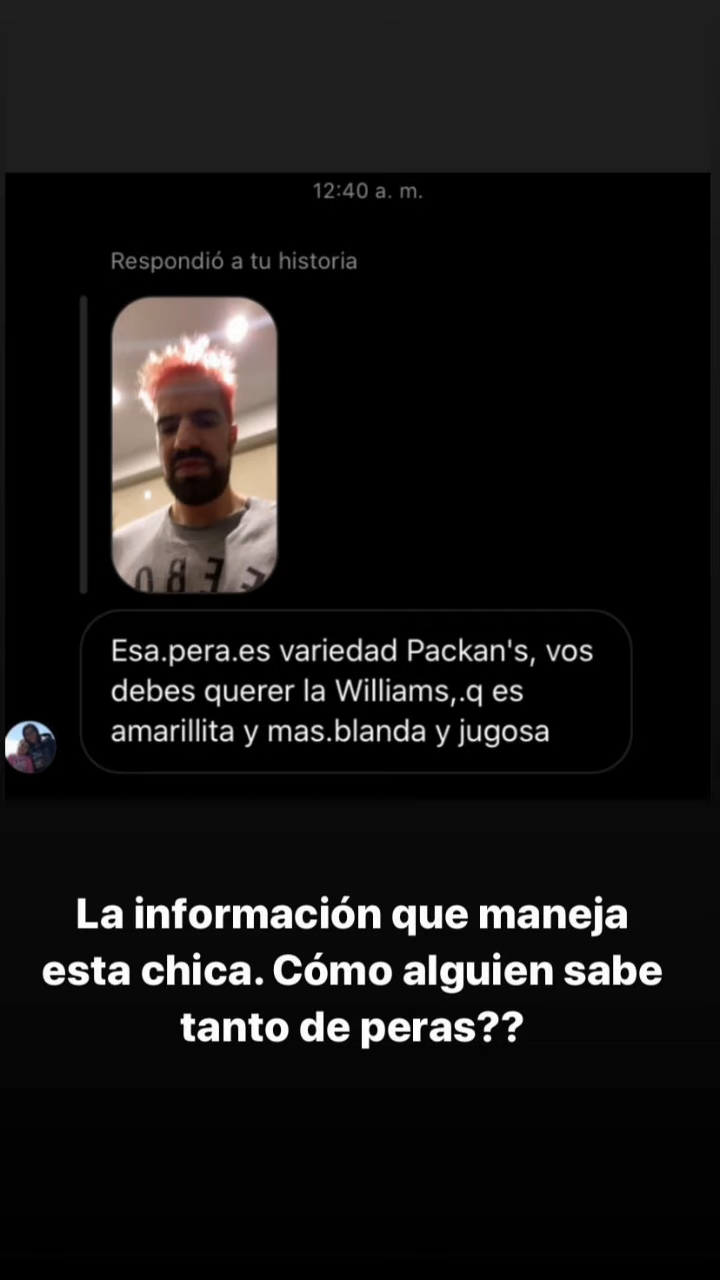 12:40 a. m.
Respondió a tu historia
Esa.pera.es variedad Packan's, vos
debes querer la Williams,.q es
amarillita y mas.blanda y jugosa
La información que maneja
esta chica. Cómo alguien sabe
tanto de peras??